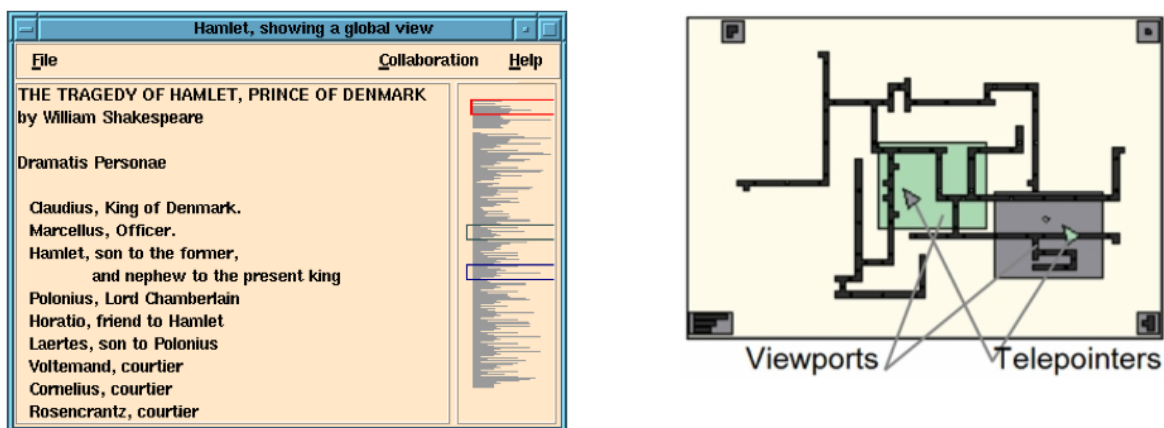 Hamlet, showing a global view
File Collaboration Help
THE TRAGEDY OF HAMLET, PRINCE OF DENMARK
by William Shakespeare
Dramatis Personae
Claudius, King of Denmark.
Marcellus, Officer.
Hamlet, son to the former,
and nephew to the present king
Polonius, Lord Chamberlain
Horatio, friend to Hamlet
Laertes, son to Polonius
Voltemand, courtier
Cornelius, courtier
Rosencrantz, courtier
Viewports Telepointers